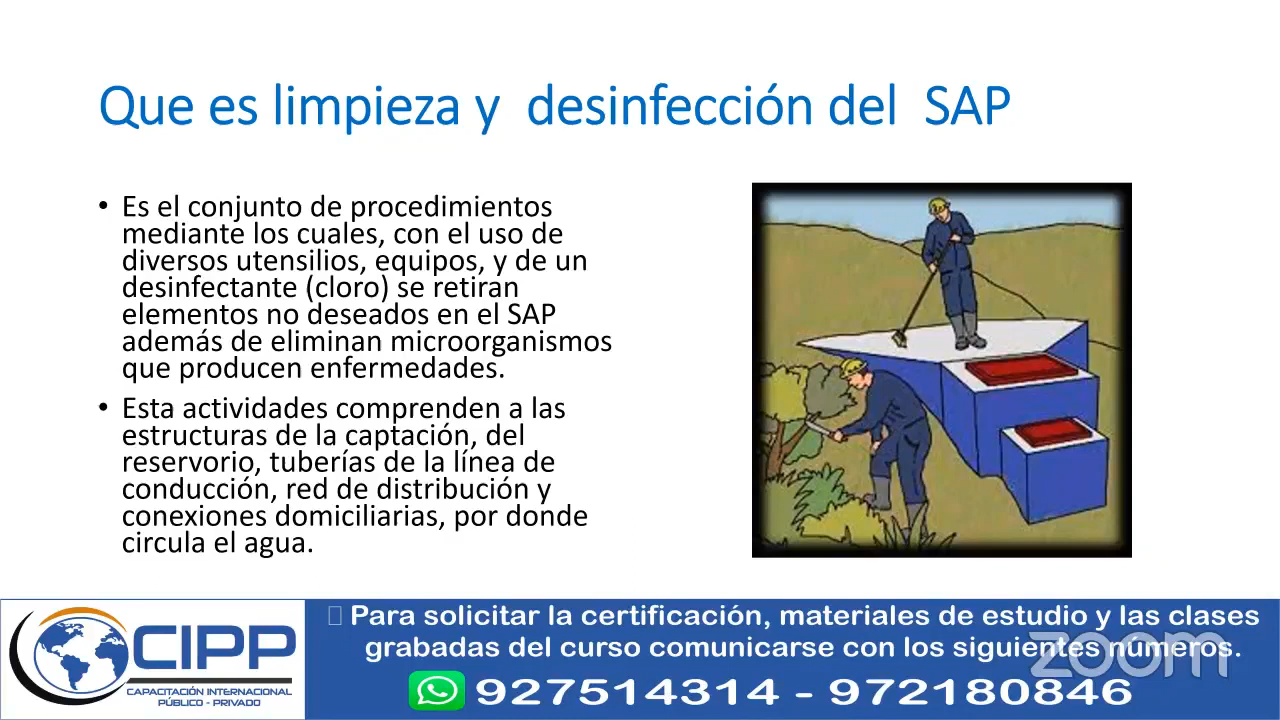 Que es limpieza y desinfección del SAP
• Es el conjunto de procedimientos
mediante los cuales, con el uso de
diversos utensilios, equipos, y de un
desinfectante (cloro) se retiran
elementos no deseados en el SAP
además de eliminan microorganismos
que producen enfermedades.
• Esta actividades comprenden a las
estructuras de la captación, del
reservorio, tuberías de la línea de
conducción, red de distribución y
conexiones domiciliarias, por donde
circula el agua.
CIPP
CAPACITACIÓN INTERNACIONAL
PÚBLICO - PRIVADO
Para solicitar la certificación, materiales de estudio y las clases
grabadas del curso comunicarse con los siguientes números.
zoom
927514314 - 972180846